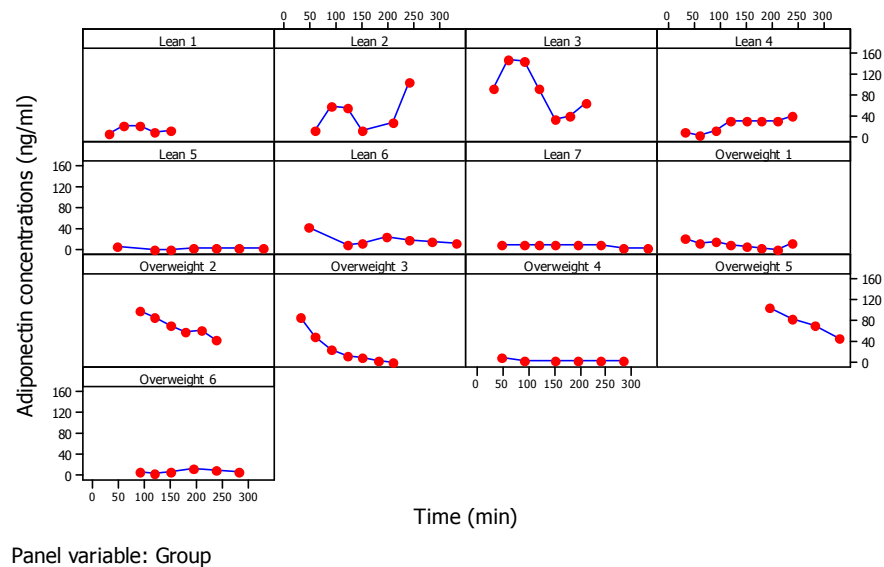 0 50 100 150 200 250 300 0 50 100 150 200 250 300
Lean 1 Lean 2 Lean 3 Lean 4
160
120
80
40
0
Lean 5 Lean 6 Lean 7 Overweight 1
160
120
80
40
0
Overweight 2 Overweight 3 Overweight 4 Overweight 5
160
120
80
40
0
0 50 100 150 200 250 300
Overweight 6
160
120
80
40
0
0 50 100 150 200 250 300
Adiponectin concentrations (ng/ml)
Time (min)
Panel variable: Group